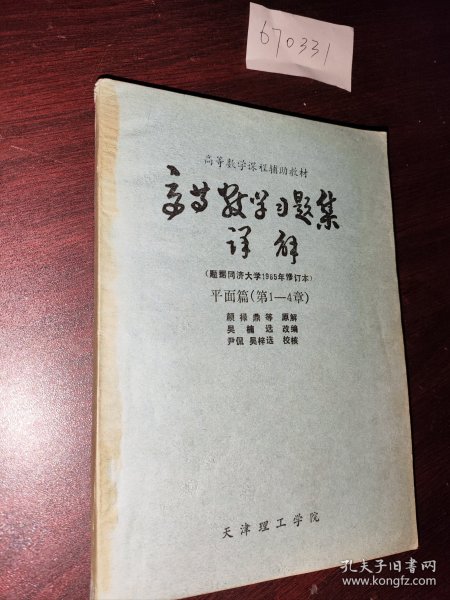 670331
高等数学课程辅助教材
高等数学习题集
详解
(题据同济大学1965年修订本)
平面篇(第1—4章)
颜禄鼎等 原解
吴楠选 改编
尹侃 吴梓选 校核
天津理工学院
孔夫子旧书网
www.kongfz.com